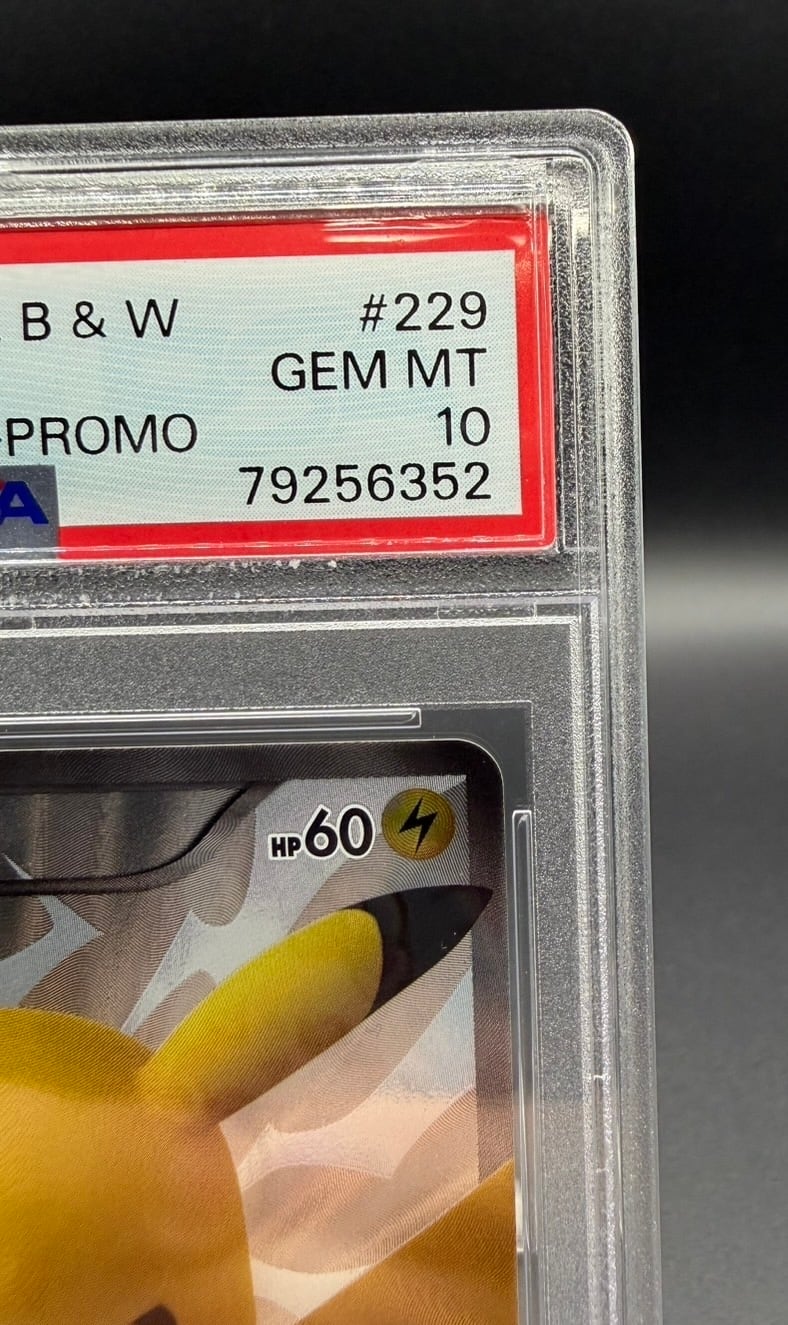 B & W #229
GEM MT
-PROMO 10
79256352
A
HP60